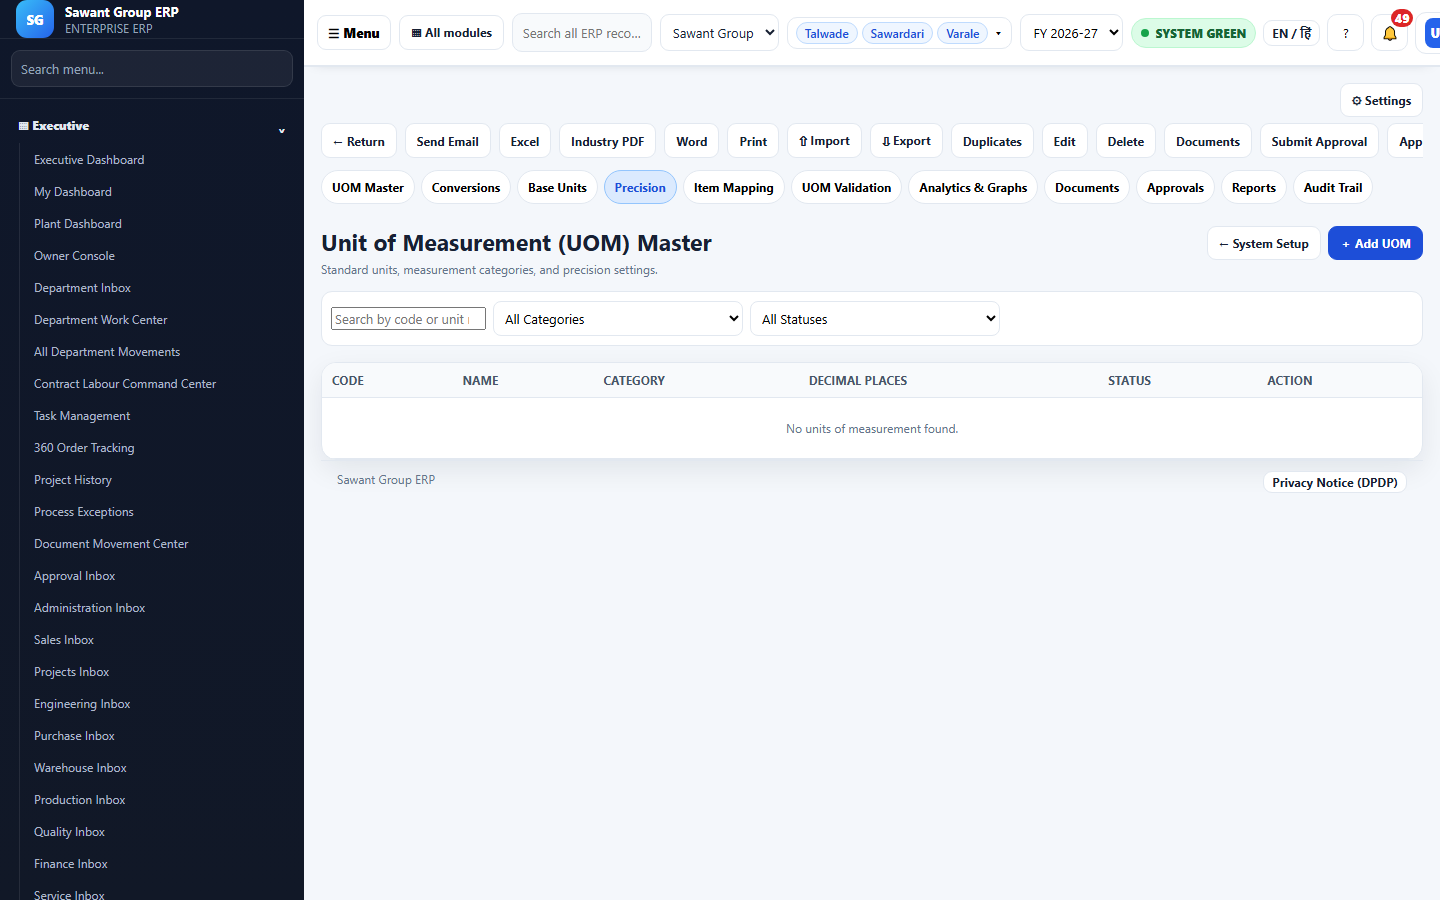 SG
Sawant Group ERP
ENTERPRISE ERP
Search menu...
Executive
Executive Dashboard
My Dashboard
Plant Dashboard
Owner Console
Department Inbox
Department Work Center
All Department Movements
Contract Labour Command Center
Task Management
360 Order Tracking
Project History
Process Exceptions
Document Movement Center
Approval Inbox
Administration Inbox
Sales Inbox
Projects Inbox
Engineering Inbox
Purchase Inbox
Warehouse Inbox
Production Inbox
Quality Inbox
Finance Inbox
Service Inbox
☰ Menu
All modules
Search all ERP reco...
Sawant Group
Talwade Sawardari Varale
FY 2026-27
SYSTEM GREEN
EN / हिं
?
49
U
⚙ Settings
← Return Send Email Excel Industry PDF Word Print ⇧ Import ⇩ Export Duplicates Edit Delete Documents Submit Approval App
UOM Master Conversions Base Units Precision Item Mapping UOM Validation Analytics & Graphs Documents Approvals Reports Audit Trail
Unit of Measurement (UOM) Master
Standard units, measurement categories, and precision settings.
← System Setup
+ Add UOM
Search by code or unit
All Categories
All Statuses
CODE NAME CATEGORY DECIMAL PLACES STATUS ACTION
No units of measurement found.
Sawant Group ERP
Privacy Notice (DPDP)